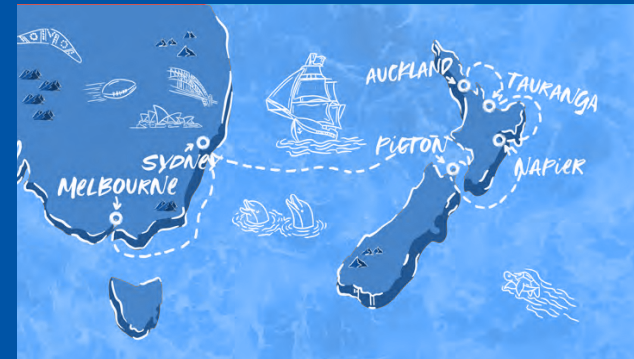 AUCKLAND
TAURANGA
PICTON
NAPIER
SYDNEY
MELBOURNE